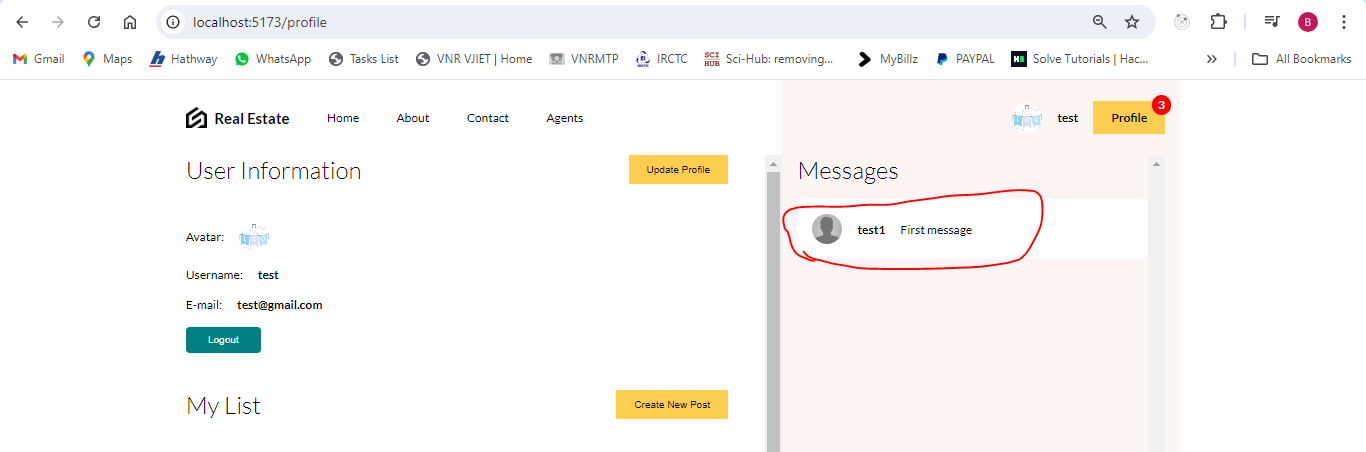 localhost:5173/profile
B
Gmail Maps Hathway WhatsApp Tasks List VNR VJIET | Home VNRMTP IRCTC SCI HUB Sci-Hub: removing... MyBillz PAYPAL Solve Tutorials | Hac... » All Bookmarks
Real Estate Home About Contact Agents test Profile 3
User Information Update Profile
Avatar:
Username: test
E-mail: test@gmail.com
Logout
My List Create New Post
Messages
test1 First message